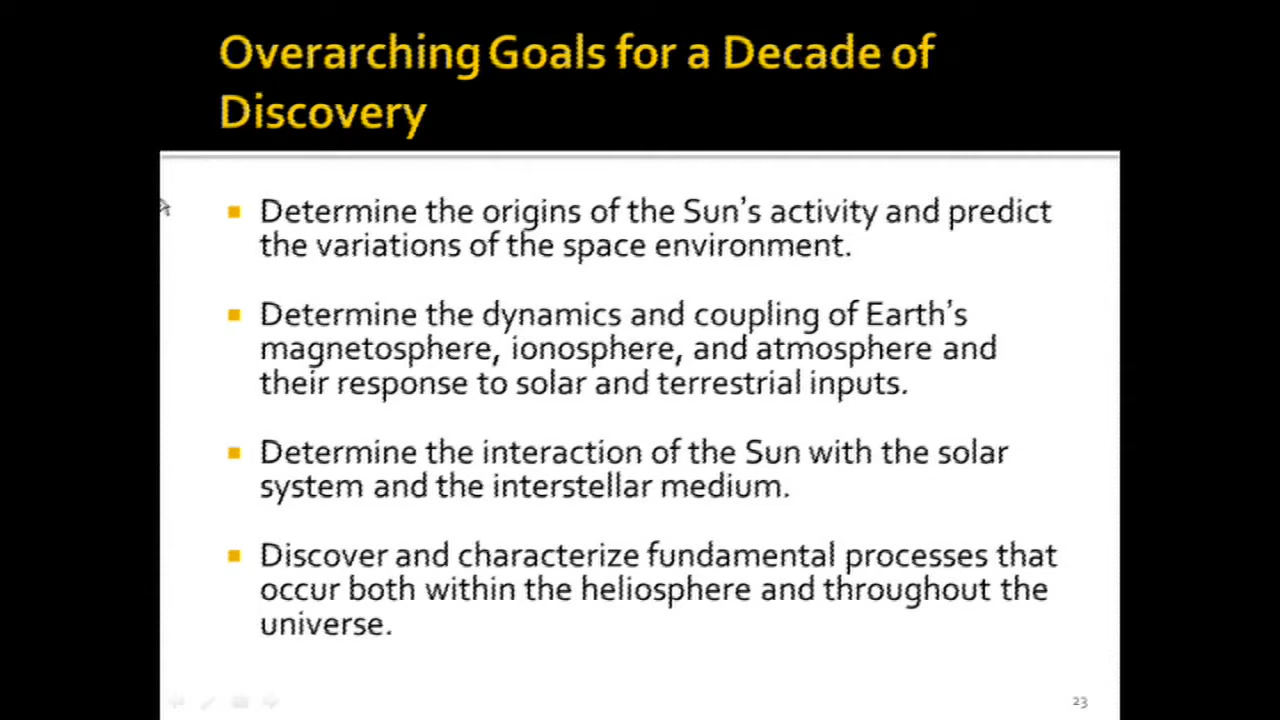 Overarching Goals for a Decade of
Discovery
Determine the origins of the Sun's activity and predict
the variations of the space environment.
Determine the dynamics and coupling of Earth's
magnetosphere, ionosphere, and atmosphere and
their response to solar and terrestrial inputs.
Determine the interaction of the Sun with the solar
system and the interstellar medium.
Discover and characterize fundamental processes that
occur both within the heliosphere and throughout the
universe.
23